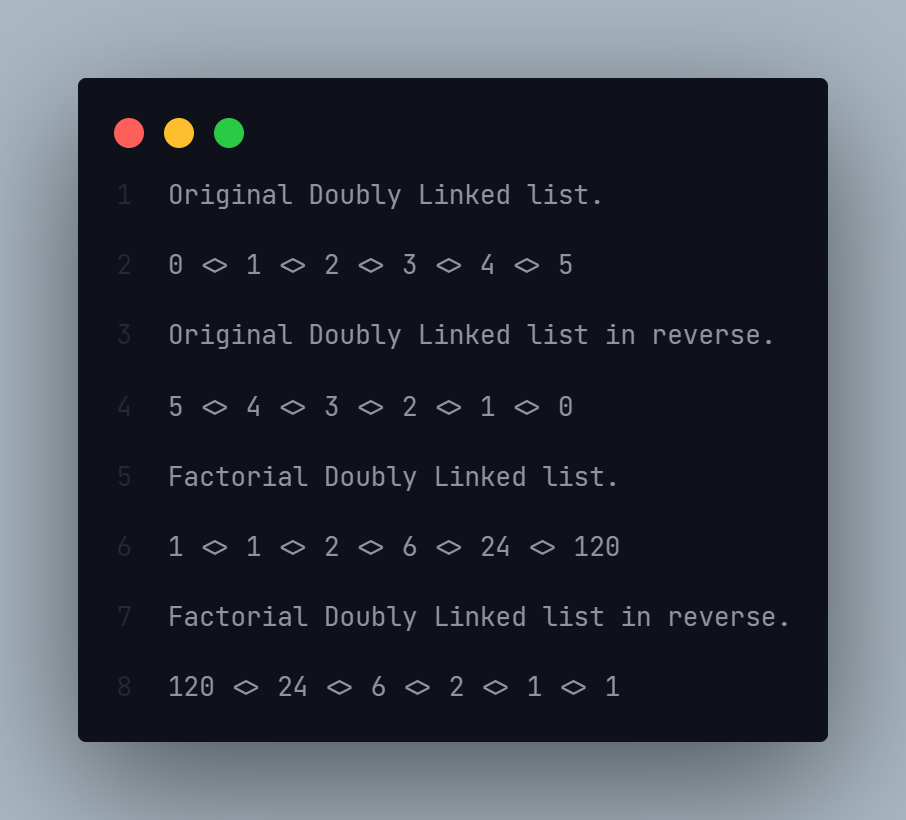 1 Original Doubly Linked list.
2 0 <> 1 <> 2 <> 3 <> 4 <> 5
3 Original Doubly Linked list in reverse.
4 5 <> 4 <> 3 <> 2 <> 1 <> 0
5 Factorial Doubly Linked list.
6 1 <> 1 <> 2 <> 6 <> 24 <> 120
7 Factorial Doubly Linked list in reverse.
8 120 <> 24 <> 6 <> 2 <> 1 <> 1